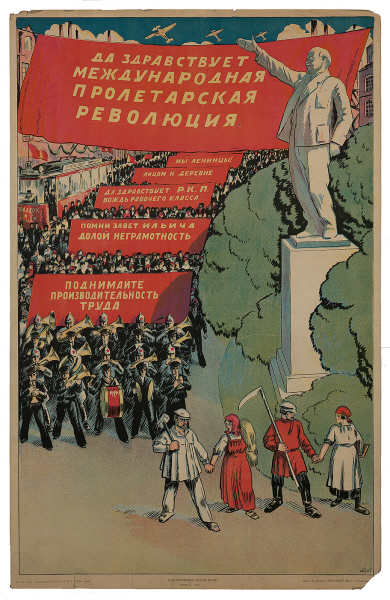 ДА ЗДРАВСТВУЕТ
МЕЖДУНАРОДНАЯ
ПРОЛЕТАРСКАЯ
РЕВОЛЮЦИЯ
МЫ ЛЕНИНЦЫ!
ЛИЦОМ К ДЕРЕВНЕ
ДА ЗДРАВСТВУЕТ Р.К.П
ВОЖДЬ РАБОЧЕГО КЛАССА
ПОМНИ ЗАВЕТ ИЛЬИЧА
ДОЛОЙ НЕГРАМОТНОСТЬ
ПОДНИМАЙТЕ
ПРОИЗВОДИТЕЛЬНОСТЬ
ТРУДА